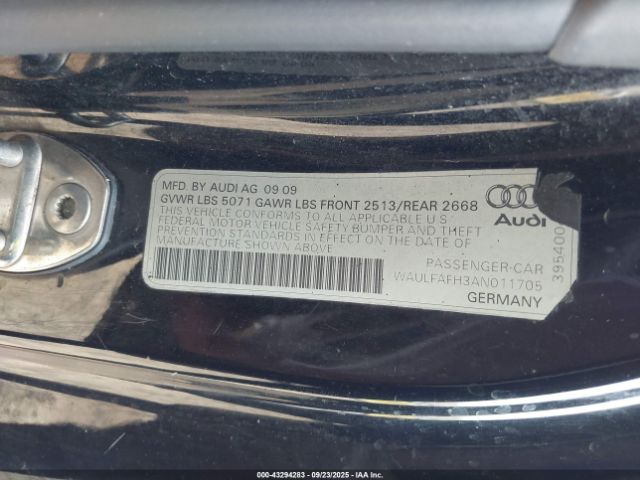 MFD. BY AUDI AG 09 09
GVWR LBS 5071 GAWR LBS FRONT 2513/REAR 2668
THIS VEHICLE CONFORMS TO ALL APPLICABLE U S
FEDERAL MOTOR VEHICLE SAFETY BUMPER AND THEFT
PREVENTION STANDARDS IN EFFECT ON THE DATE OF
MANUFACTURE SHOWN ABOVE
Audi
395400
PASSENGER-CAR
WAULFAFH3AN011705
GERMANY
000-43294283 - 09/23/2025 - IAAI, INC.